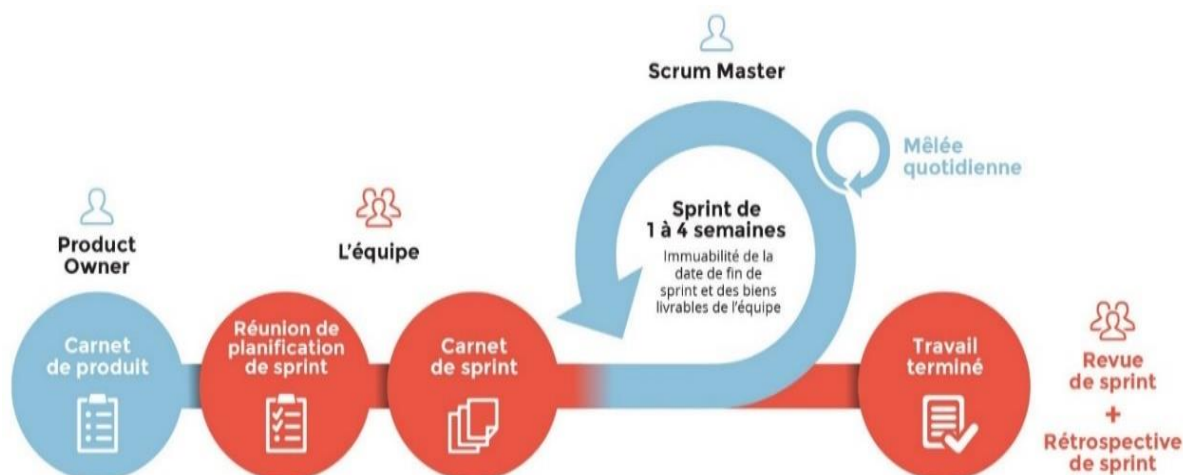 Scrum Master
Mêlée
quotidienne
Sprint de
1 à 4 semaines
Immuabilité de la
date de fin de
sprint et des biens
livrables de l'équipe
Product
Owner
L'équipe
Carnet
de produit
Réunion de
planification
de sprint
Carnet
de sprint
Travail
terminé
Revue
de sprint
+
Rétrospective
de sprint